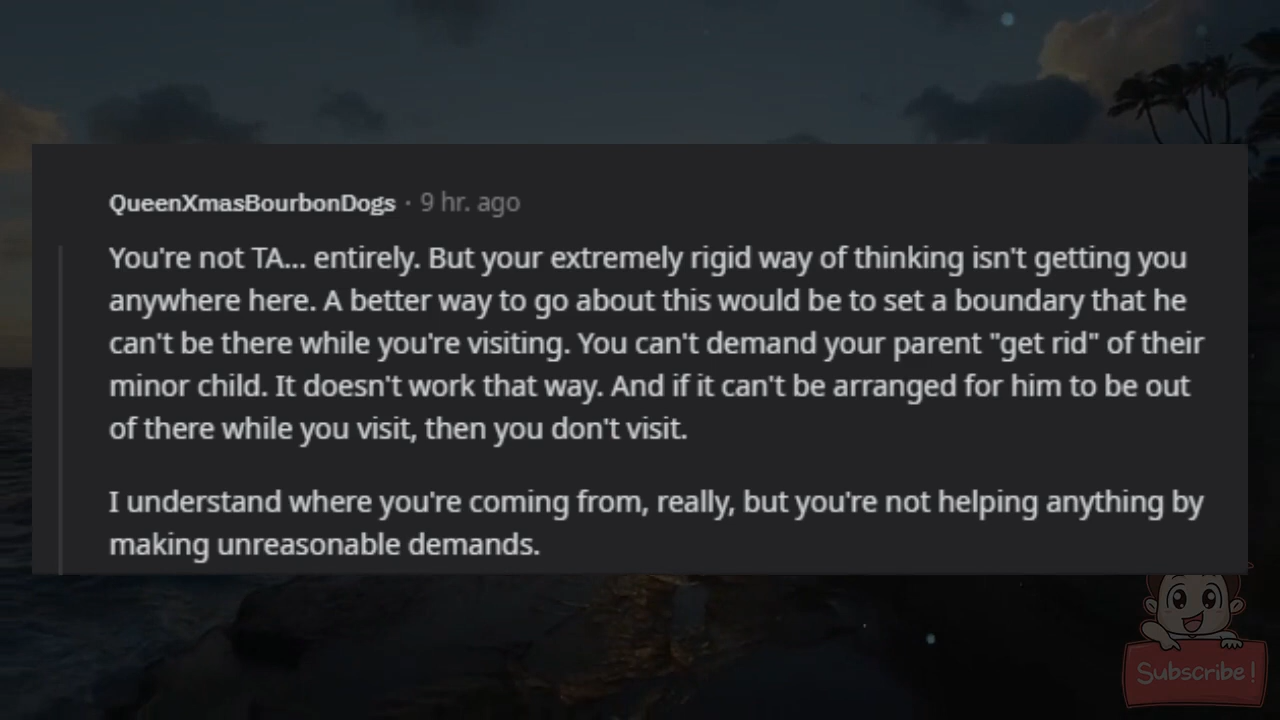 QueenXmasBourbonDogs · 9 hr. ago
You're not TA... entirely. But your extremely rigid way of thinking isn't getting you
anywhere here. A better way to go about this would be to set a boundary that he
can't be there while you're visiting. You can't demand your parent "get rid" of their
minor child. It doesn't work that way. And if it can't be arranged for him to be out
of there while you visit, then you don't visit.
I understand where you're coming from, really, but you're not helping anything by
making unreasonable demands.
Subscribe!